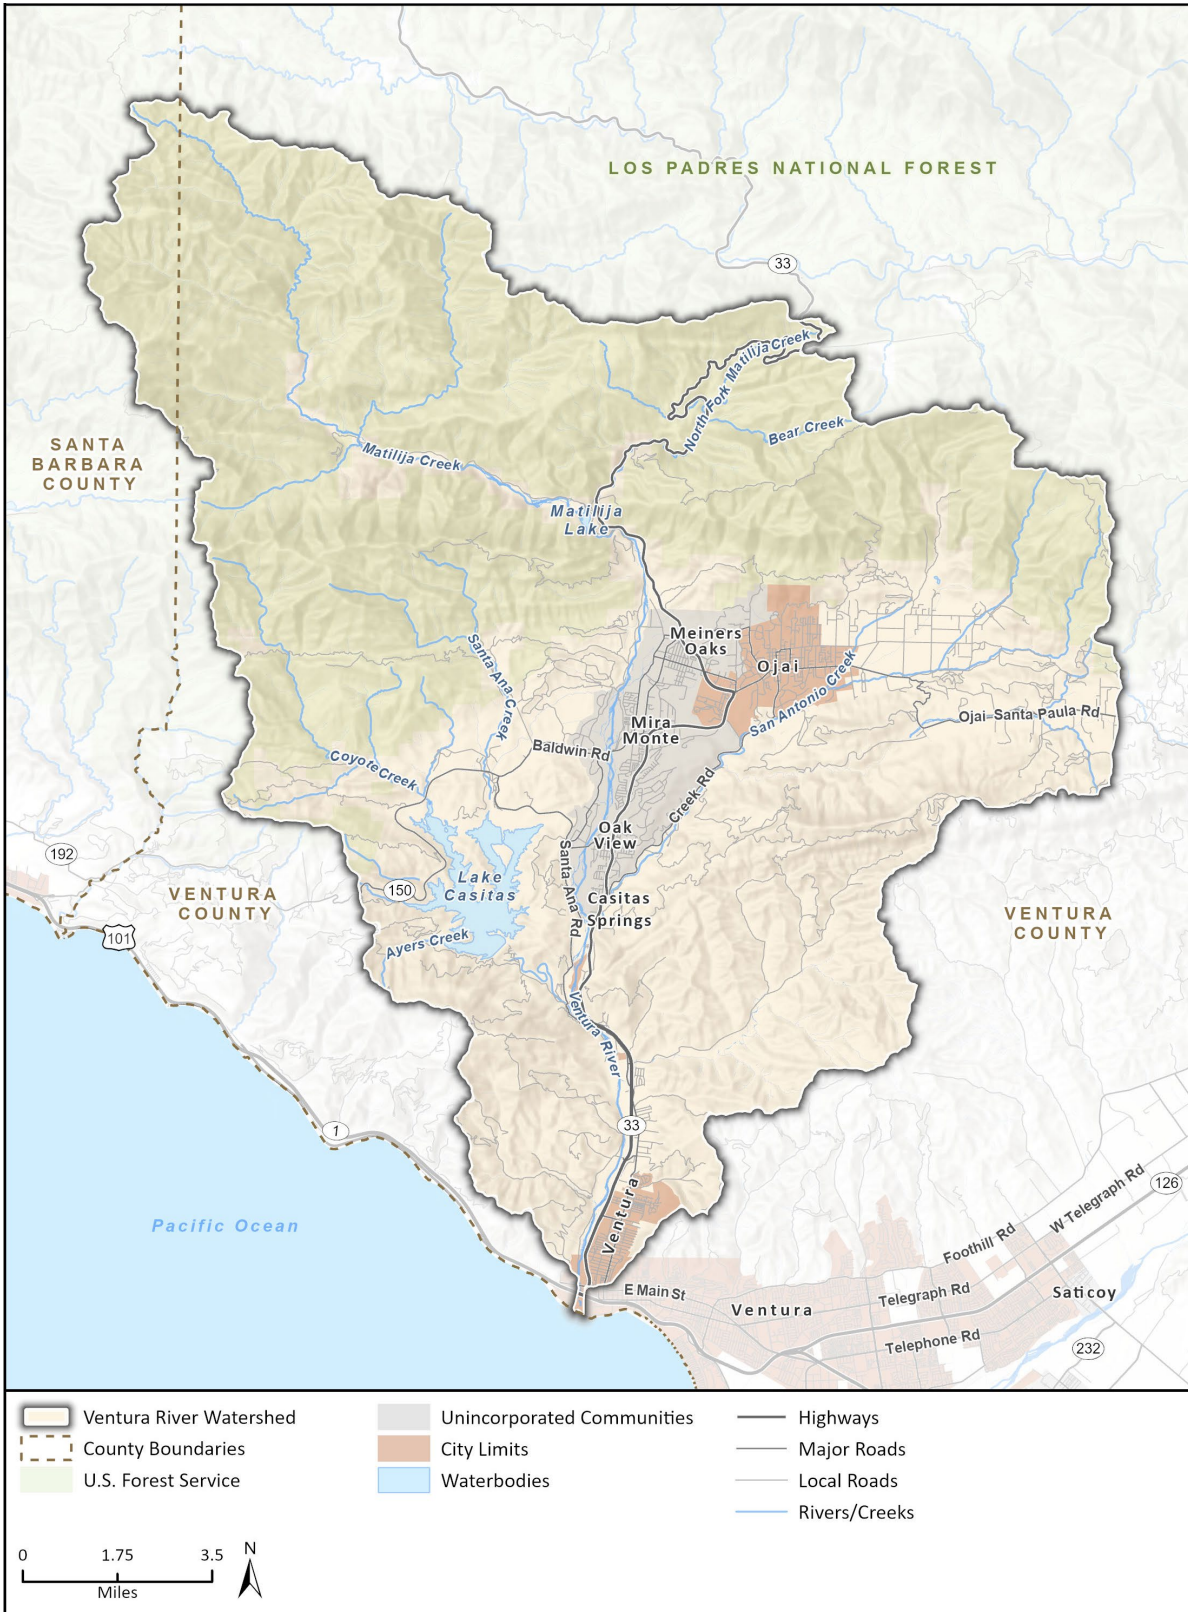 LOS PADRES NATIONAL FOREST
33
North Fork Matilija Creek
Bear Creek
SANTA
BARBARA
COUNTY
Matilija Creek
Matilija
Lake
Meiners
Oaks
Ojai
Santa Ana Creek
San Antonio Creek
Ojai-Santa Paula Rd
Mira
Monte
Baldwin Rd
Coyote Creek
Creek Rd
Oak
View
Santa Ana Rd
192
150
Lake
Casitas
VENTURA
COUNTY
Casitas
Springs
VENTURA
COUNTY
101
Ayers Creek
Ventura River
1
33
126
W Telegraph Rd
Foothill Rd
Ventura
Pacific Ocean
E Main St
Ventura
Telegraph Rd
Saticoy
Telephone Rd
232
Ventura River Watershed
County Boundaries
U.S. Forest Service
Unincorporated Communities
City Limits
Waterbodies
Highways
Major Roads
Local Roads
Rivers/Creeks
0 1.75 3.5
Miles
N